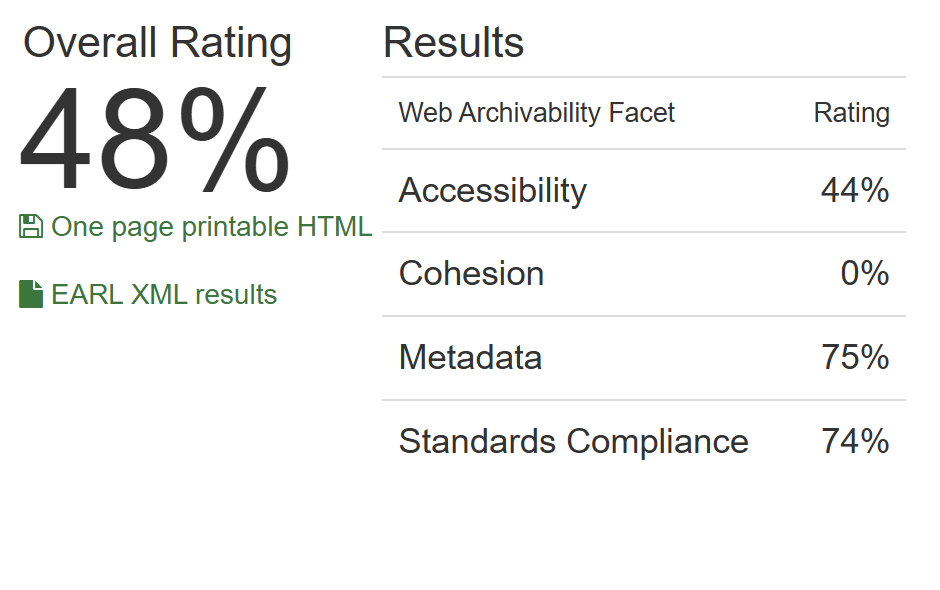 Overall Rating
48%
One page printable HTML
EARL XML results
Results
Web Archivability Facet Rating
Accessibility 44%
Cohesion 0%
Metadata 75%
Standards Compliance 74%